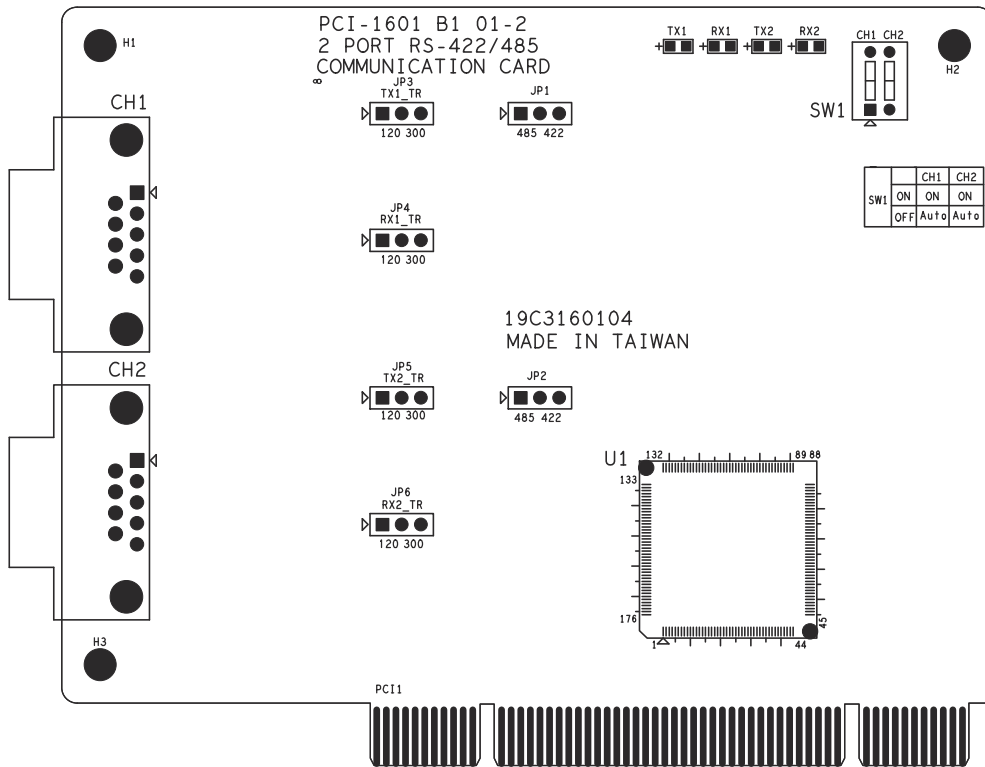 PCI-1601 B1 01-2
2 PORT RS-422/485
COMMUNICATION CARD
8
H1
TX1 RX1 TX2 RX2
+ + + +
CH1 CH2
SW1
H2
CH1
JP3
TX1_TR
120 300
JP1
485 422
CH1 CH2
SW1 ON ON ON
OFF Auto Auto
JP4
RX1_TR
120 300
19C3160104
MADE IN TAIWAN
CH2
JP5
TX2_TR
120 300
JP2
485 422
JP6
RX2_TR
120 300
U1
132 89 88
133
176 45
1 44
H3
PCI1